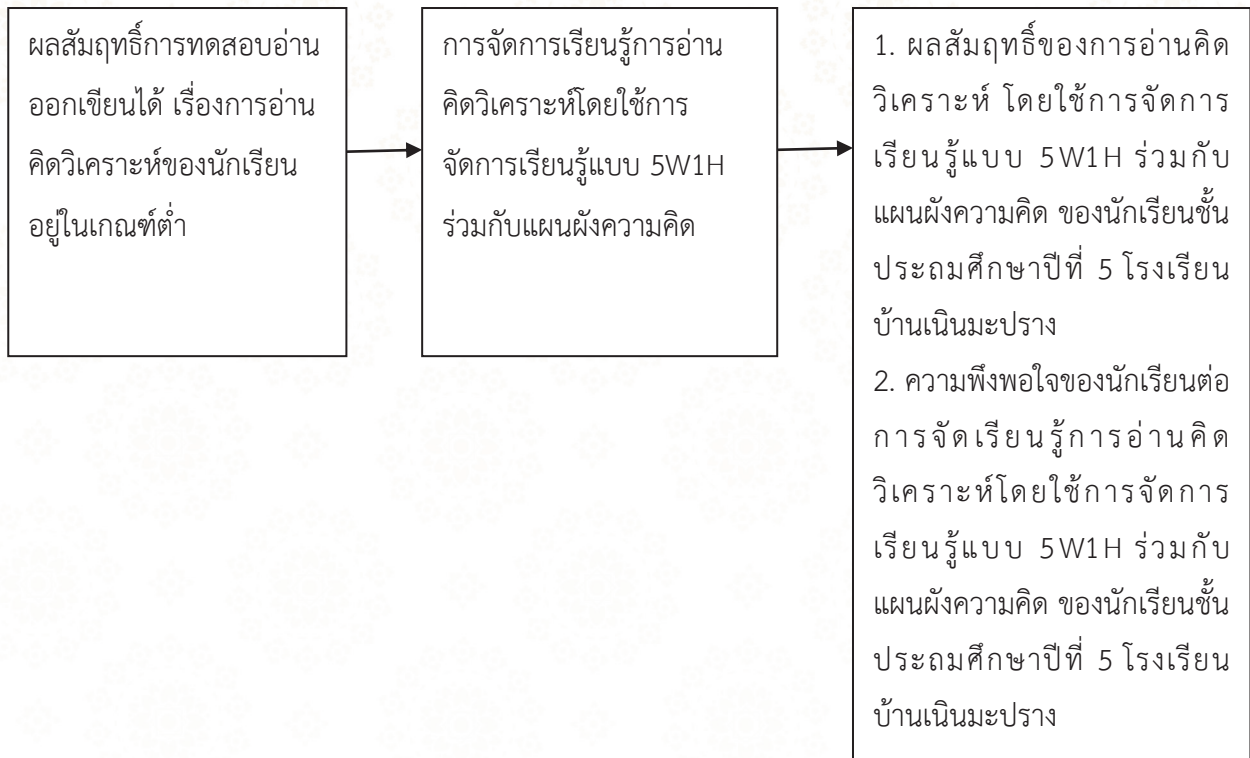 ผลสัมฤทธิ์การทดสอบอ่าน
ออกเขียนได้ เรื่องการอ่าน
คิดวิเคราะห์ของนักเรียน
อยู่ในเกณฑ์ต่ำ
การจัดการเรียนรู้การอ่าน
คิดวิเคราะห์โดยใช้การ
จัดการเรียนรู้แบบ 5W1H
ร่วมกับแผนผังความคิด
1. ผลสัมฤทธิ์ของการอ่านคิด
วิเคราะห์ โดยใช้การจัดการ
เรียนรู้แบบ 5W1H ร่วมกับ
แผนผังความคิด ของนักเรียนชั้น
ประถมศึกษาปีที่ 5 โรงเรียน
บ้านเนินมะปราง
2. ความพึงพอใจของนักเรียนต่อ
การจัดเรียนรู้การอ่านคิด
วิเคราะห์โดยใช้การจัดการ
เรียนรู้แบบ 5W1H ร่วมกับ
แผนผังความคิด ของนักเรียนชั้น
ประถมศึกษาปีที่ 5 โรงเรียน
บ้านเนินมะปราง